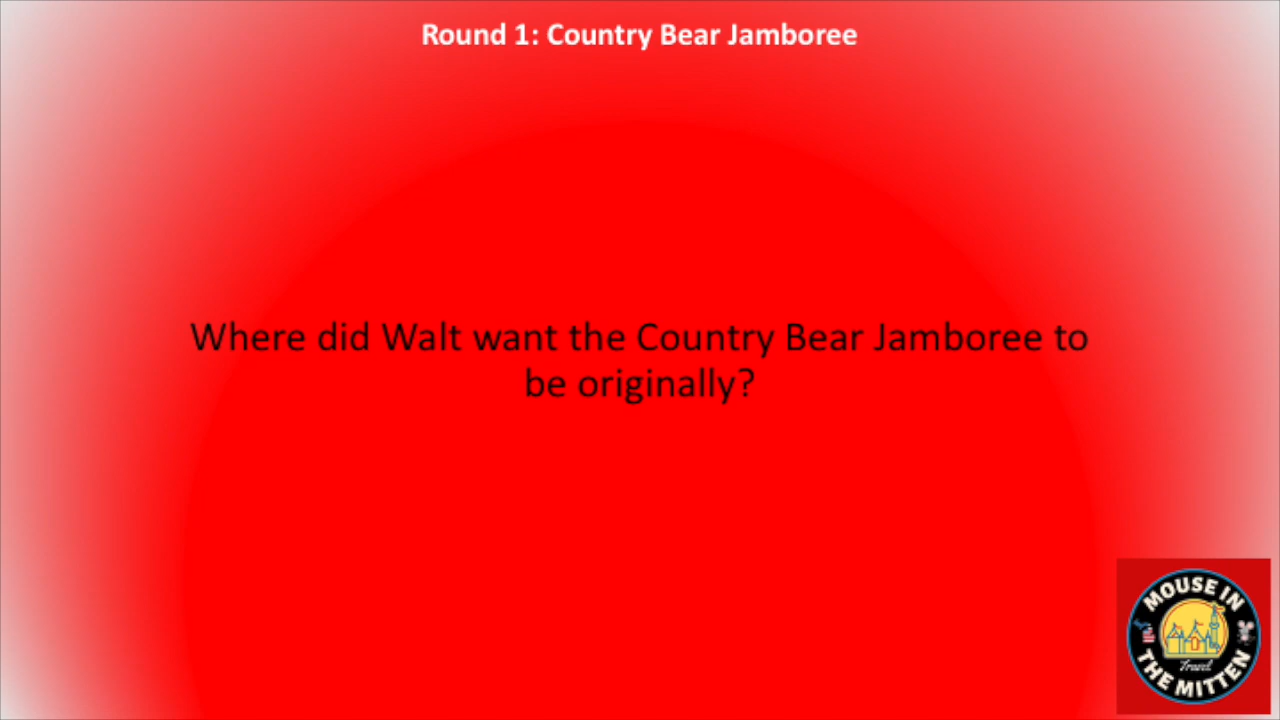 Round 1: Country Bear Jamboree
Where did Walt want the Country Bear Jamboree to
be originally?
MOUSE IN
Travel
THE MITTEN